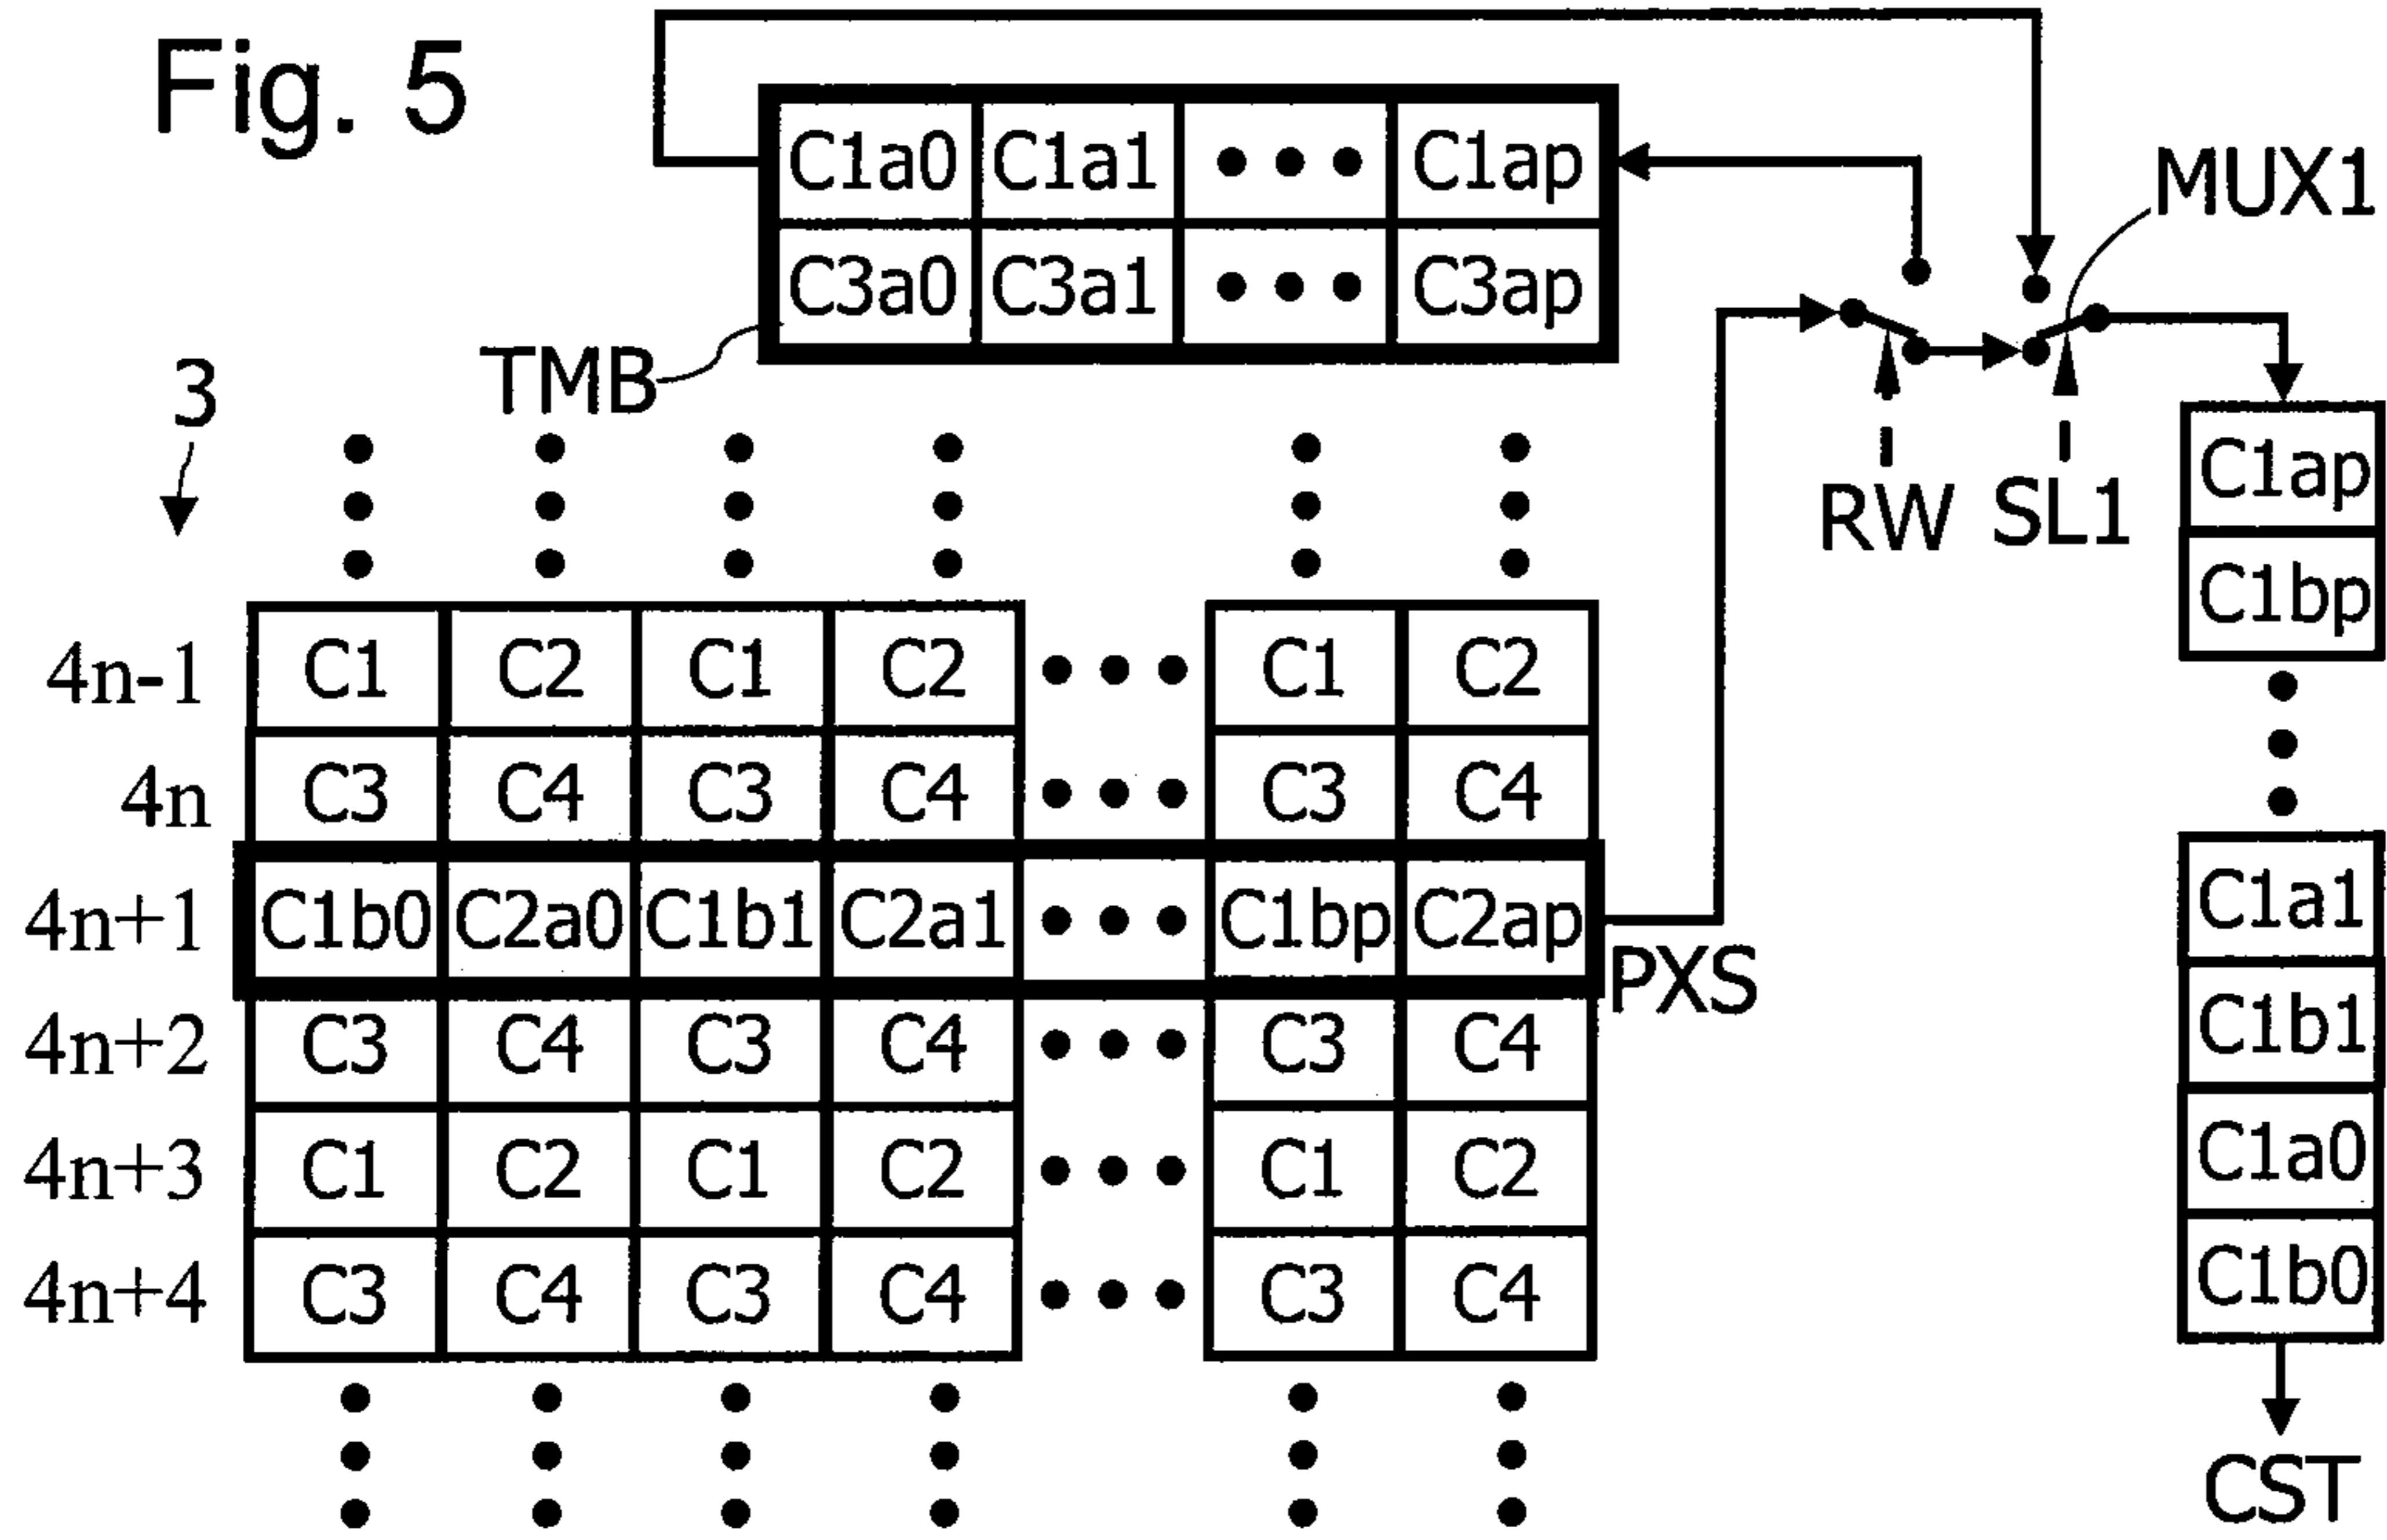 Fig. 5
C1a0 C1a1 C1ap
C3a0 C3a1 C3ap
MUX1
TMB
3
RW SL1
C1ap
C1bp
4n-1 C1 C2 C1 C2 C1 C2
4n C3 C4 C3 C4 C3 C4
4n+1 C1b0 C2a0 C1b1 C2a1 C1bp C2ap
PXS
4n+2 C3 C4 C3 C4 C3 C4
4n+3 C1 C2 C1 C2 C1 C2
4n+4 C3 C4 C3 C4 C3 C4
C1a1
C1b1
C1a0
C1b0
CST